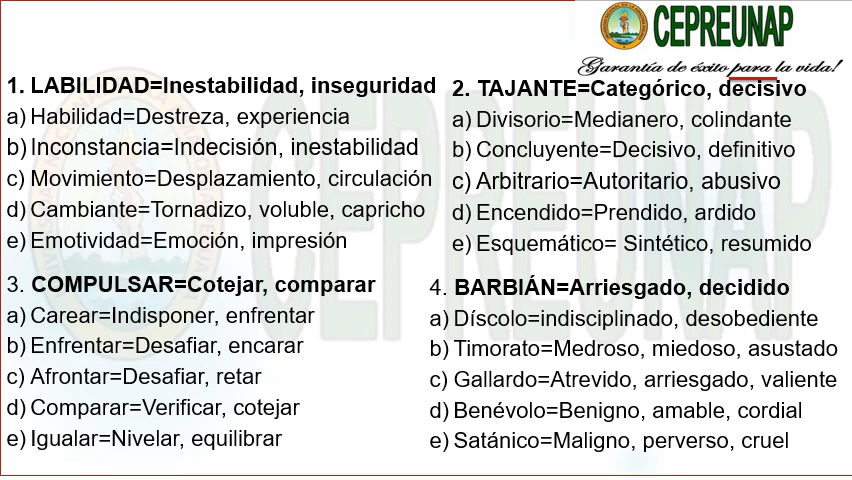 CEPREUNAP
Garantía de éxito para la vida!
1. LABILIDAD=Inestabilidad, inseguridad
a) Habilidad=Destreza, experiencia
b) Inconstancia=Indecisión, inestabilidad
c) Movimiento=Desplazamiento, circulación
d) Cambiante=Tornadizo, voluble, capricho
e) Emotividad=Emoción, impresión
2. TAJANTE=Categórico, decisivo
a) Divisorio=Medianero, colindante
b) Concluyente=Decisivo, definitivo
c) Arbitrario=Autoritario, abusivo
d) Encendido=Prendido, ardido
e) Esquemático= Sintético, resumido
3. COMPULSAR=Cotejar, comparar
a) Carear=Indisponer, enfrentar
b) Enfrentar=Desafiar, encarar
c) Afrontar=Desafiar, retar
d) Comparar=Verificar, cotejar
e) Igualar=Nivelar, equilibrar
4. BARBIÁN=Arriesgado, decidido
a) Díscolo=indisciplinado, desobediente
b) Timorato=Medroso, miedoso, asustado
c) Gallardo=Atrevido, arriesgado, valiente
d) Benévolo=Benigno, amable, cordial
e) Satánico=Maligno, perverso, cruel
CEPREUNAP